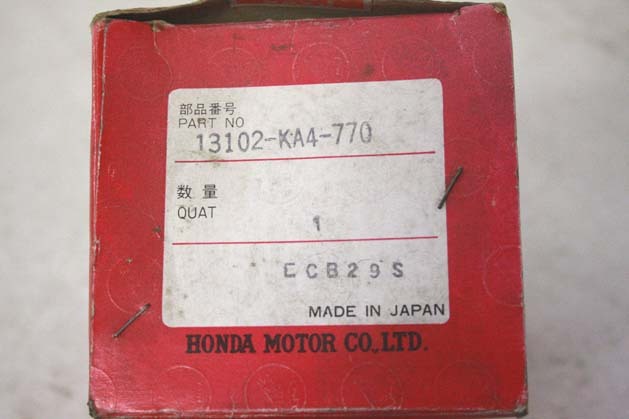 部品番号
PART NO
13102-KA4-770
数量
QUAT
1
ECB29S
MADE IN JAPAN
HONDA MOTOR CO.,LTD.